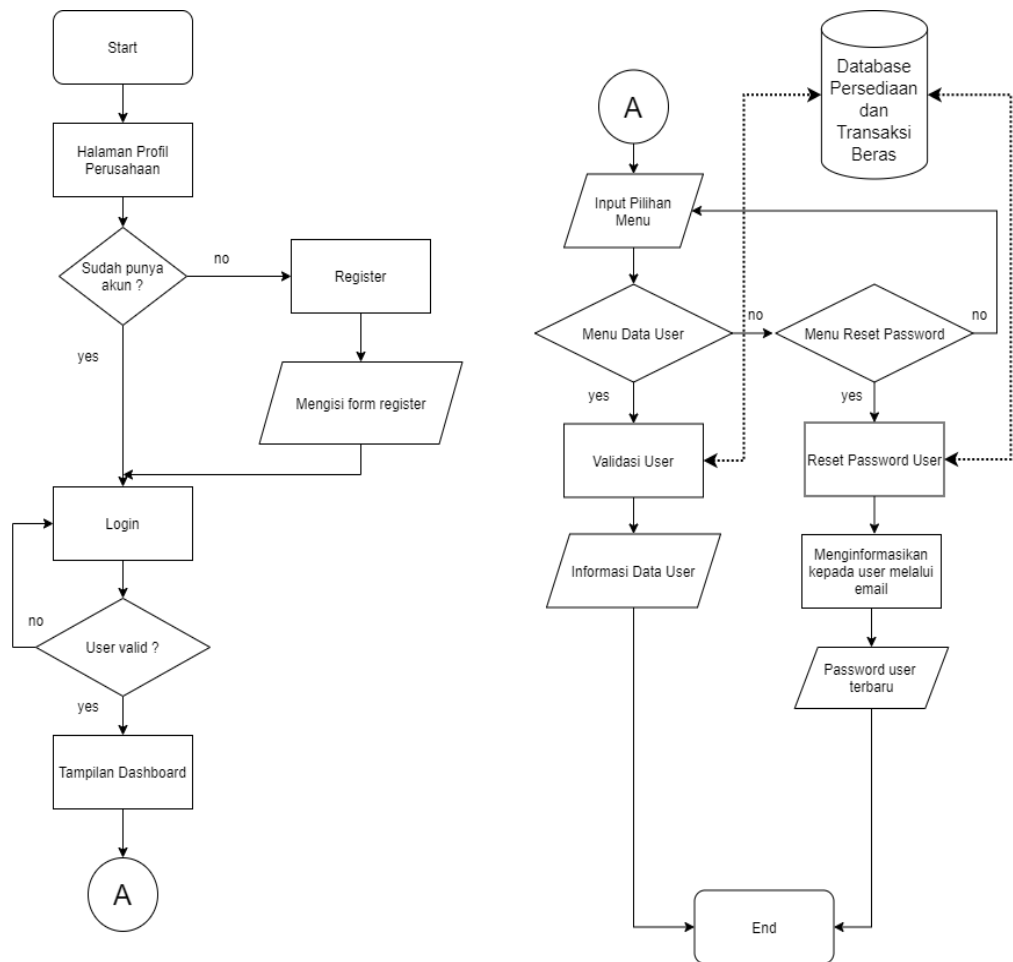 Start
Halaman Profil
Perusahaan
Sudah punya
akun ?
no
Register
yes
Mengisi form register
Login
no
User valid ?
yes
Tampilan Dashboard
A
A
Database
Persediaan
dan
Transaksi
Beras
Input Pilihan
Menu
Menu Data User
no
Menu Reset Password
no
yes
yes
Validasi User
Reset Password User
Informasi Data User
Menginformasikan
kepada user melalui
email
Password user
terbaru
End